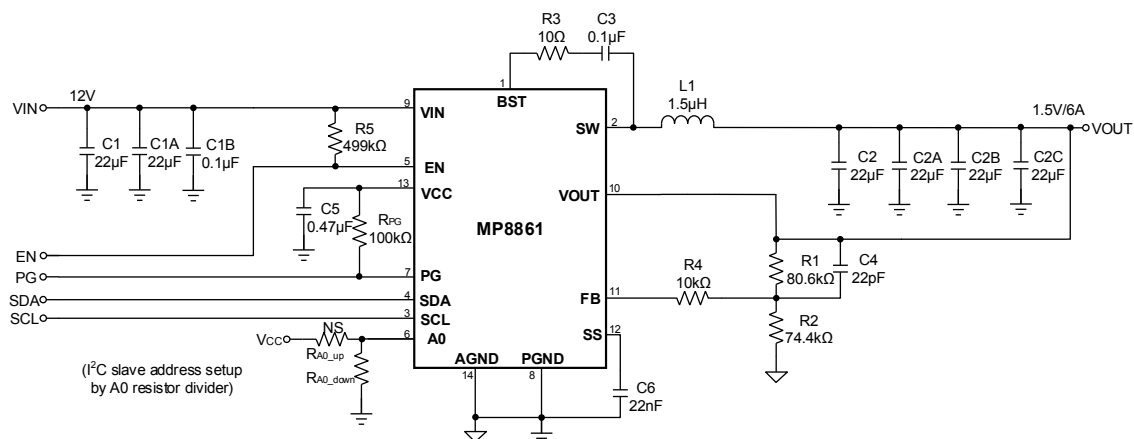 R3
10Ω
C3
0.1µF
1
BST
VIN
12V
9
VIN
C1
22µF
C1A
22µF
C1B
0.1µF
R5
499kΩ
5
EN
13
VCC
C5
0.47µF
RPG
100kΩ
MP8861
2
SW
L1
1.5µH
1.5V/6A
VOUT
C2
22µF
C2A
22µF
C2B
22µF
C2C
22µF
VOUT
10
R1
80.6kΩ
C4
22pF
R4
10kΩ
FB
11
R2
74.4kΩ
SS
12
C6
22nF
EN
PG
7
PG
SDA
4
SDA
SCL
3
SCL
VCC
NS
6
A0
RA0_up
RA0_down
(I²C slave address setup
by A0 resistor divider)
AGND
14
PGND
8